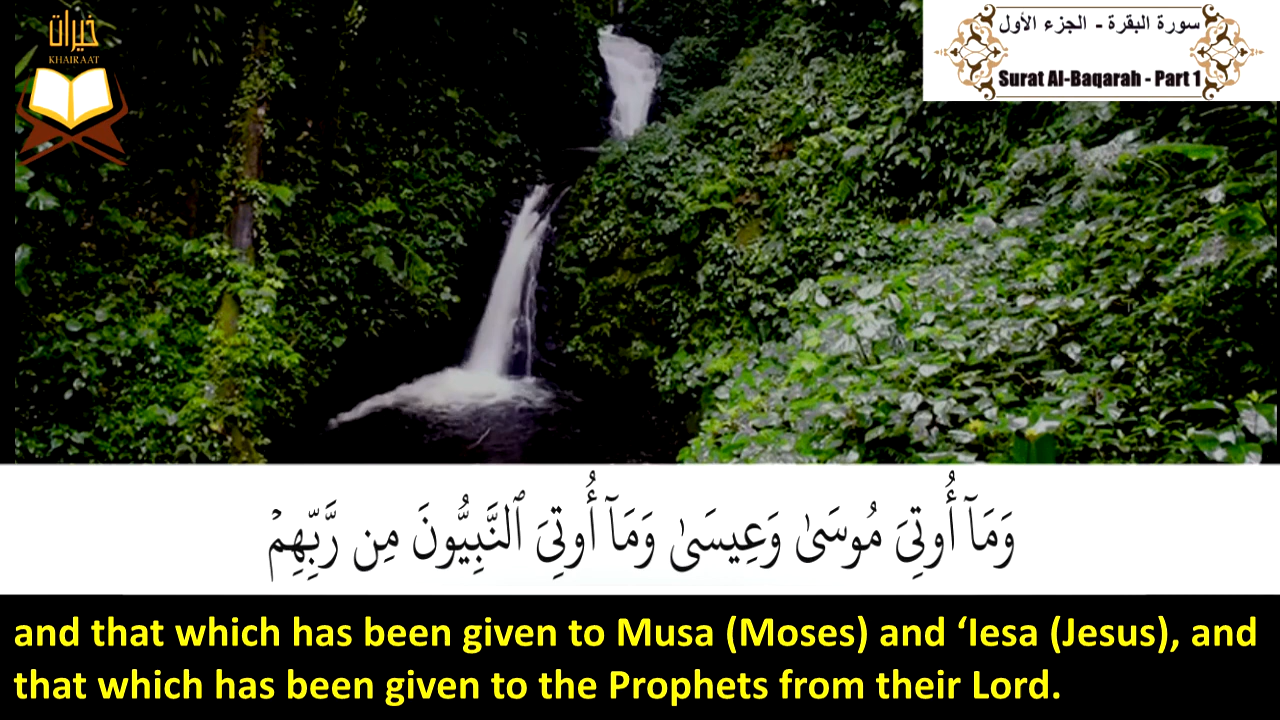 خيرات
KHAIRAAT
سورة البقرة - الجزء الأول
Surat Al-Baqarah - Part 1
وَمَآ أُوتِىَ مُوسَىٰ وَعِيسَىٰ وَمَآ أُوتِىَ ٱلنَّبِيُّونَ مِن رَّبِّهِمْ
and that which has been given to Musa (Moses) and ‘Iesa (Jesus), and
that which has been given to the Prophets from their Lord.